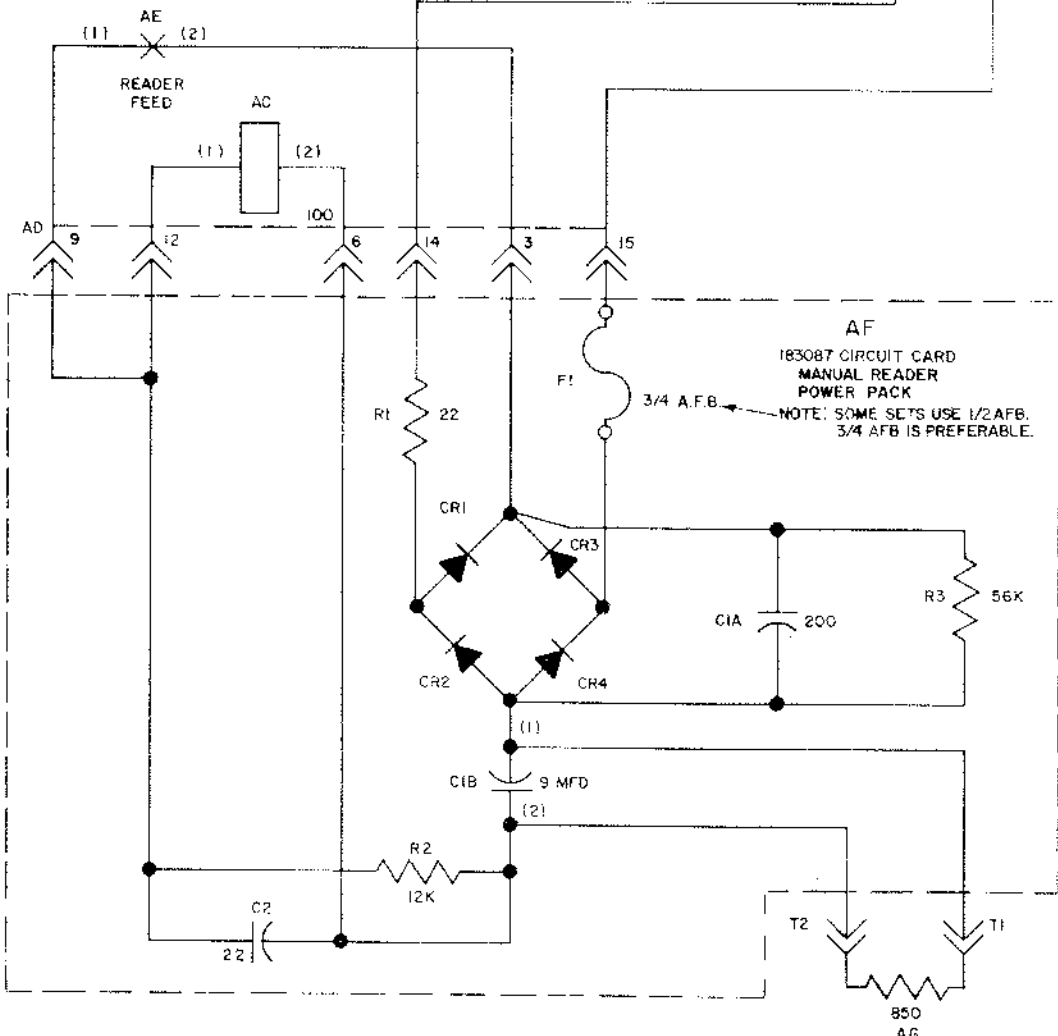 AE
(1) (2)
READER
FEED
AC
(1) (2)
100
AD 9 12 6 14 3 15
AF
183087 CIRCUIT CARD
MANUAL READER
POWER PACK
NOTE: SOME SETS USE 1/2 AFB.
3/4 AFB IS PREFERABLE.
F1
3/4 A.F.B.
R1 22
CR1
CR3
CR2
CR4
C1A 200
R3 56K
(1)
C1B 9 MFD
(2)
R2
12K
C2
22
T2 T1
850
AG